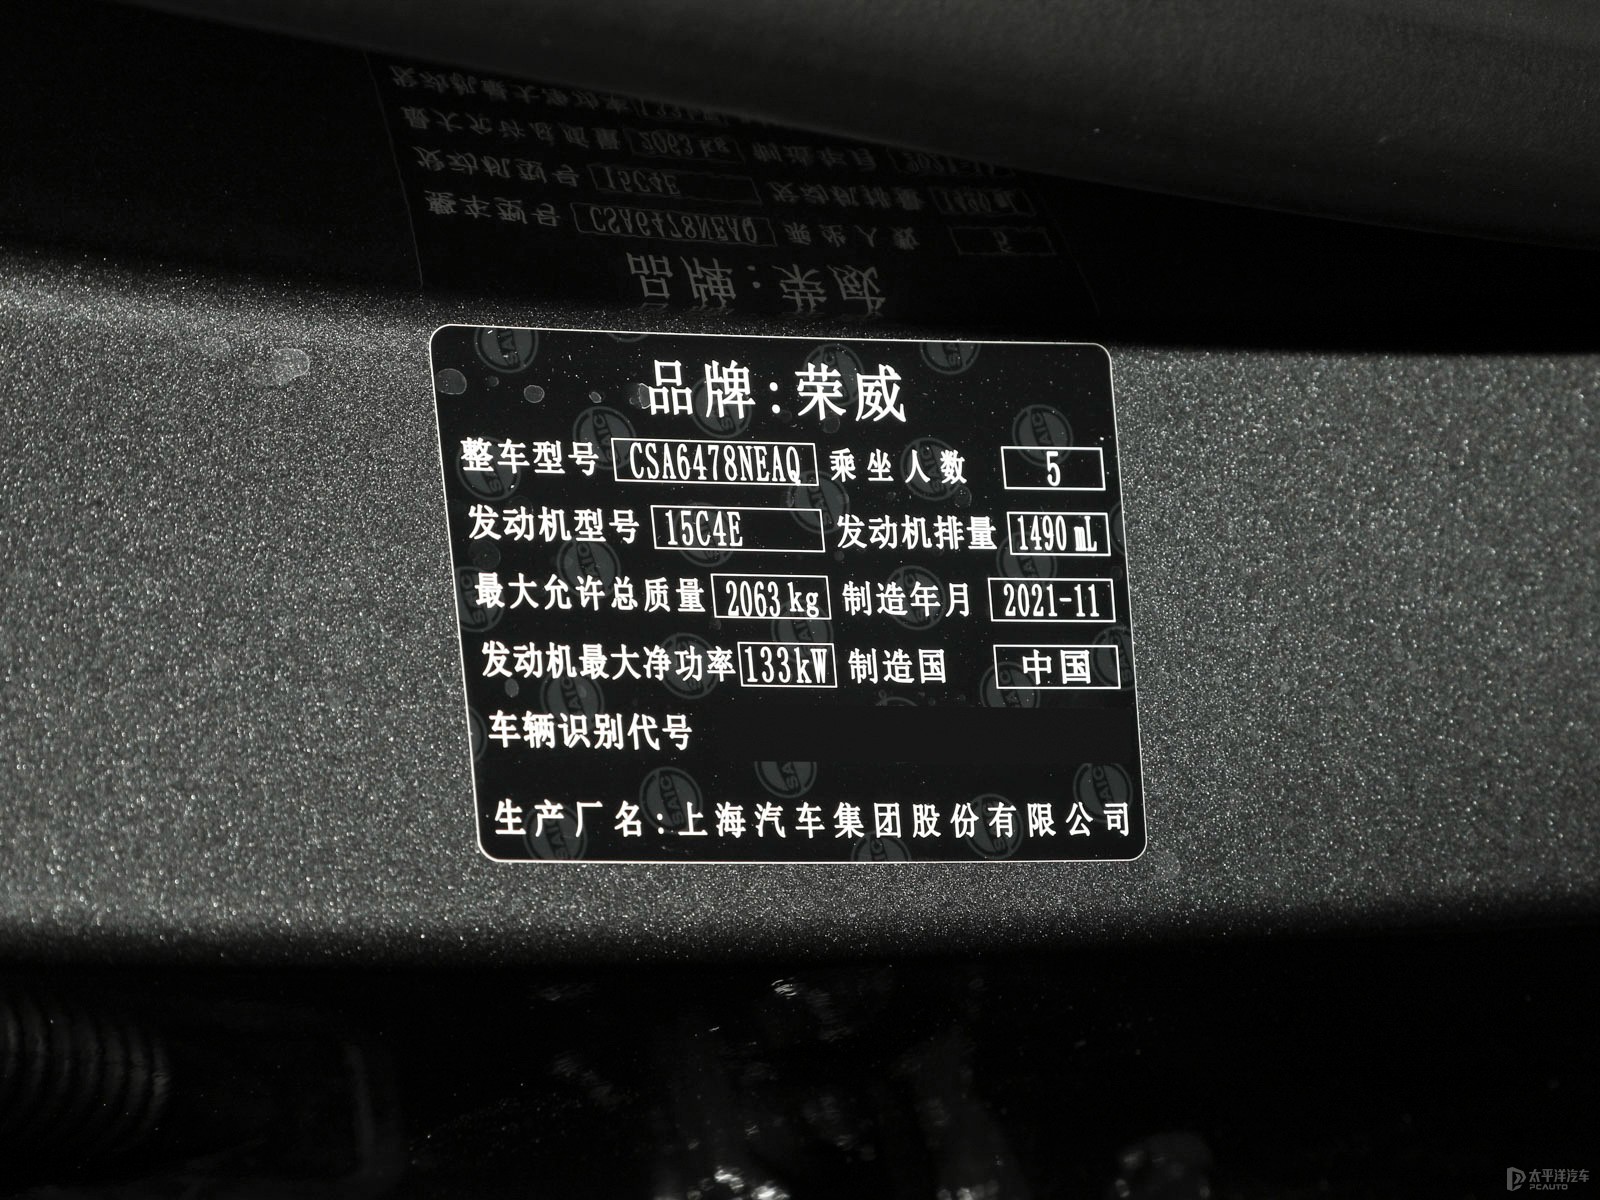 品牌:荣威
整车型号 CSA6478NEAQ 乘坐人数 5
发动机型号 15C4E 发动机排量 1490 mL
最大允许总质量 2063 kg 制造年月 2021-11
发动机最大净功率 133kW 制造国 中国
车辆识别代号
生产厂名:上海汽车集团股份有限公司
太平洋汽车
PCAUTO